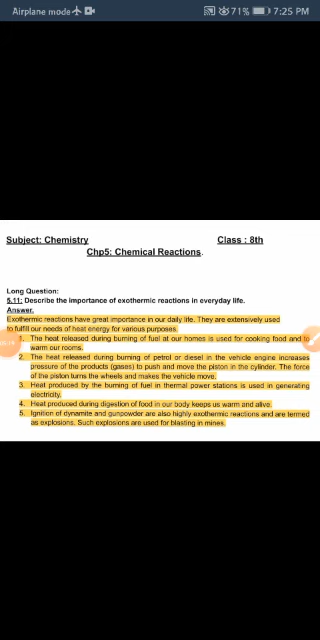 Airplane mode 71% 7:25 PM
Subject: Chemistry Class : 8th
Chp5: Chemical Reactions.
Long Question:
5.11: Describe the importance of exothermic reactions in everyday life.
Answer.
Exothermic reactions have great importance in our daily life. They are extensively used
to fulfill our needs of heat energy for various purposes.
1. The heat released during burning of fuel at our homes is used for cooking food and to
warm our rooms.
2. The heat released during burning of petrol or diesel in the vehicle engine increases
pressure of the products (gases) to push and move the piston in the cylinder. The force
of the piston turns the wheels and makes the vehicle move.
3. Heat produced by the burning of fuel in thermal power stations is used in generating
electricity.
4. Heat produced during digestion of food in our body keeps us warm and alive.
5. Ignition of dynamite and gunpowder are also highly exothermic reactions and are termed
as explosions. Such explosions are used for blasting in mines.